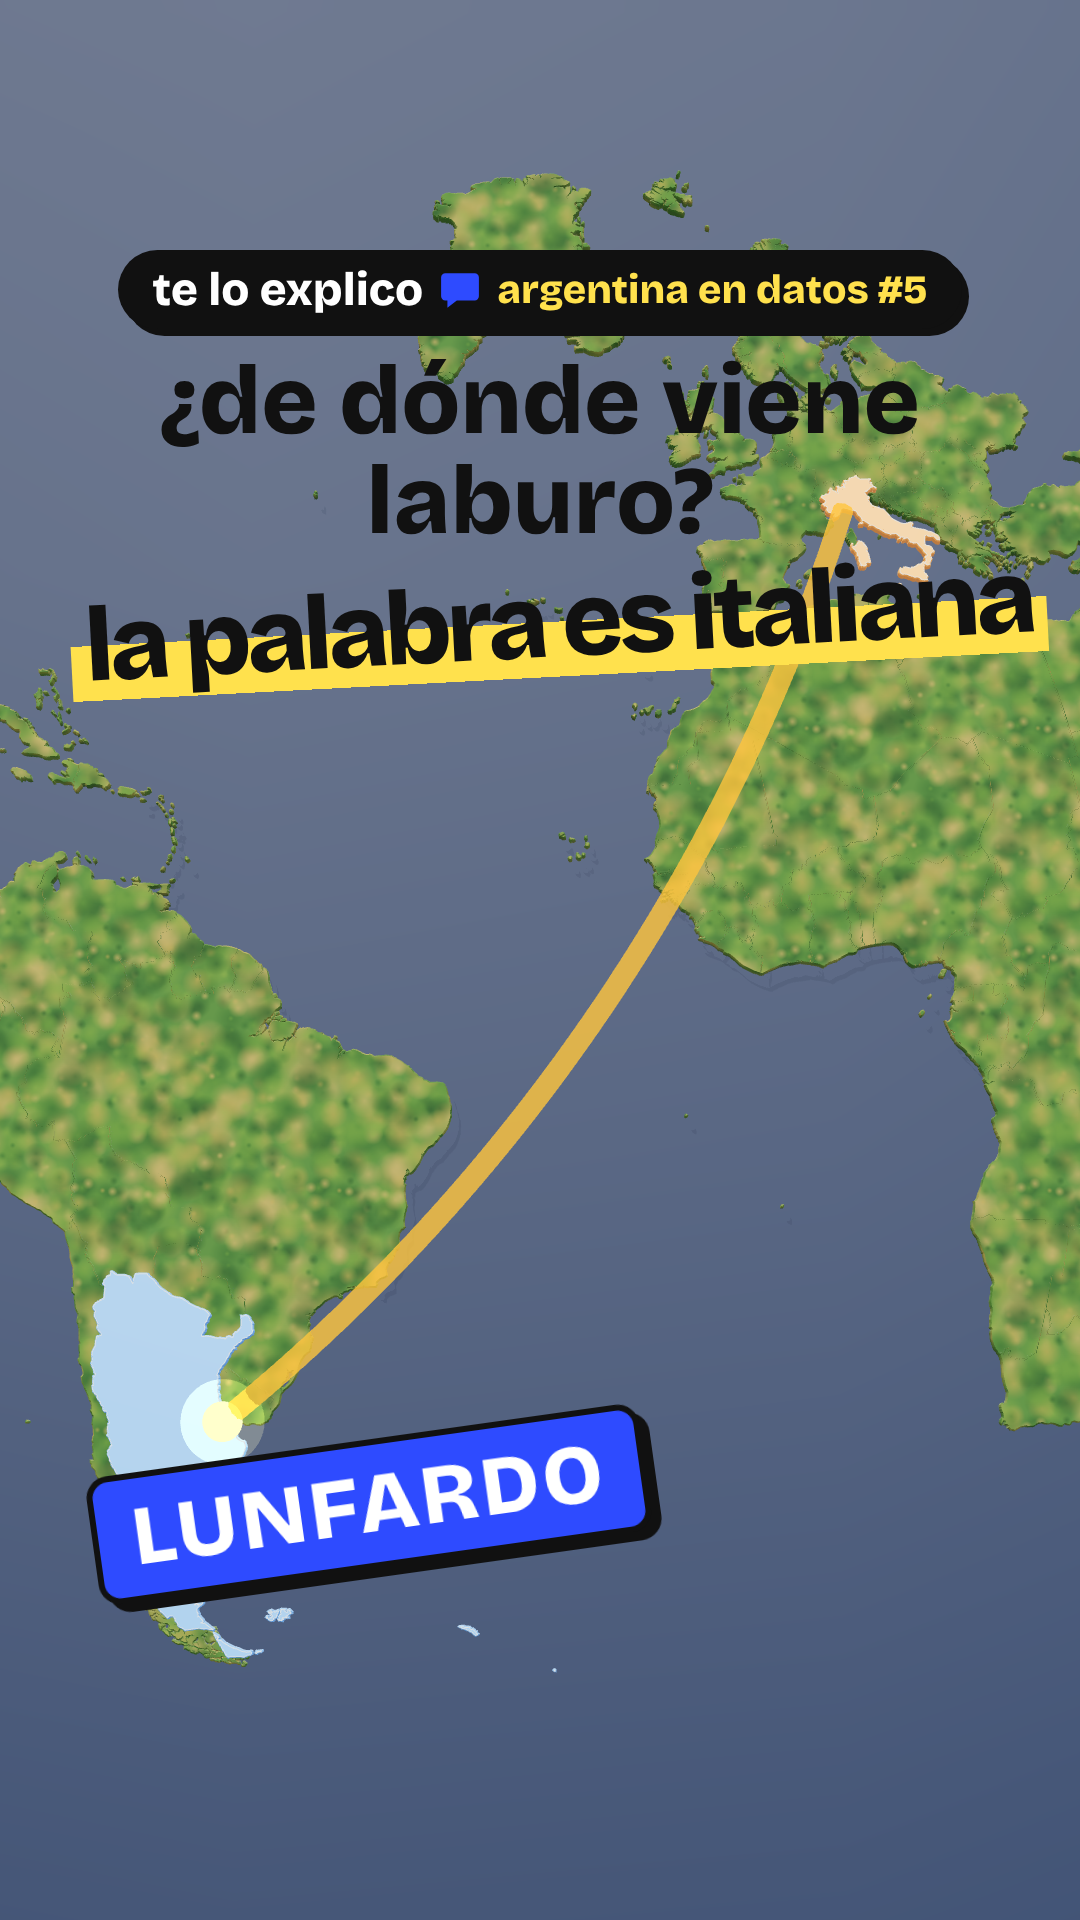 te lo explico argentina en datos #5
¿de dónde viene
laburo?
la palabra es italiana
LUNFARDO